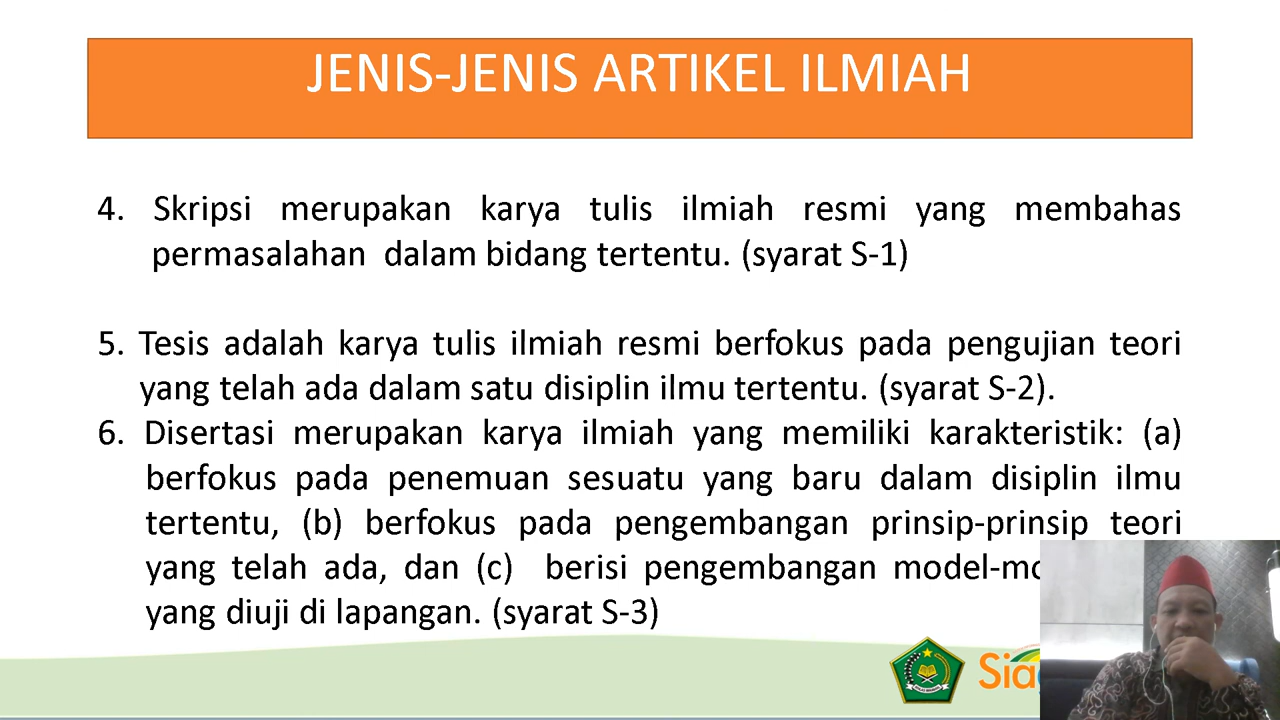 JENIS-JENIS ARTIKEL ILMIAH
4. Skripsi merupakan karya tulis ilmiah resmi yang membahas
permasalahan dalam bidang tertentu. (syarat S-1)
5. Tesis adalah karya tulis ilmiah resmi berfokus pada pengujian teori
yang telah ada dalam satu disiplin ilmu tertentu. (syarat S-2).
6. Disertasi merupakan karya ilmiah yang memiliki karakteristik: (a)
berfokus pada penemuan sesuatu yang baru dalam disiplin ilmu
tertentu, (b) berfokus pada pengembangan prinsip-prinsip teori
yang telah ada, dan (c) berisi pengembangan
yang diuji di lapangan. (syarat S-3)